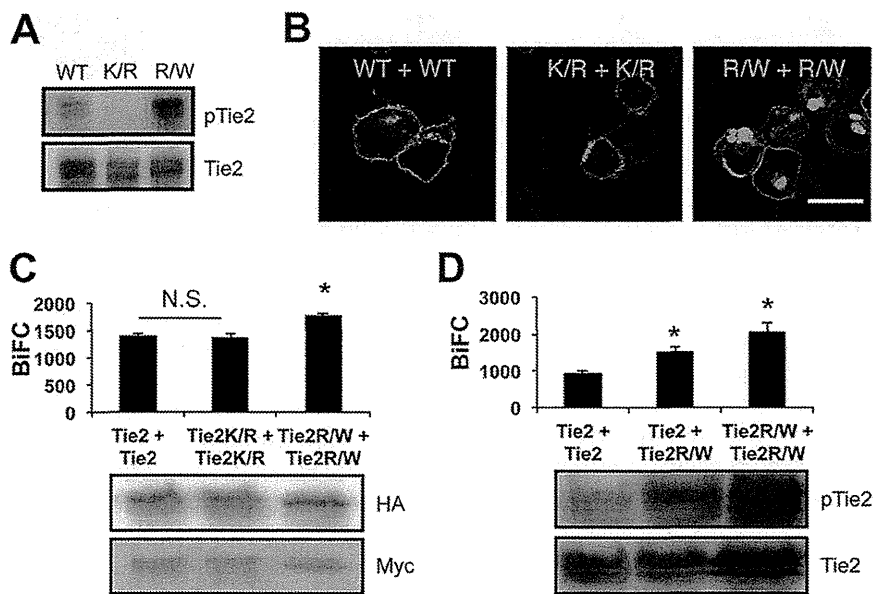 A
WT K/R R/W
pTie2
Tie2
B
WT + WT
K/R + K/R
R/W + R/W
C
N.S.
*
BiFC
2000
1500
1000
500
0
Tie2 + Tie2K/R + Tie2R/W +
Tie2 Tie2K/R Tie2R/W
HA
Myc
D
*
*
BiFC
3000
2000
1000
0
Tie2 + Tie2 + Tie2R/W +
Tie2 Tie2R/W Tie2R/W
pTie2
Tie2